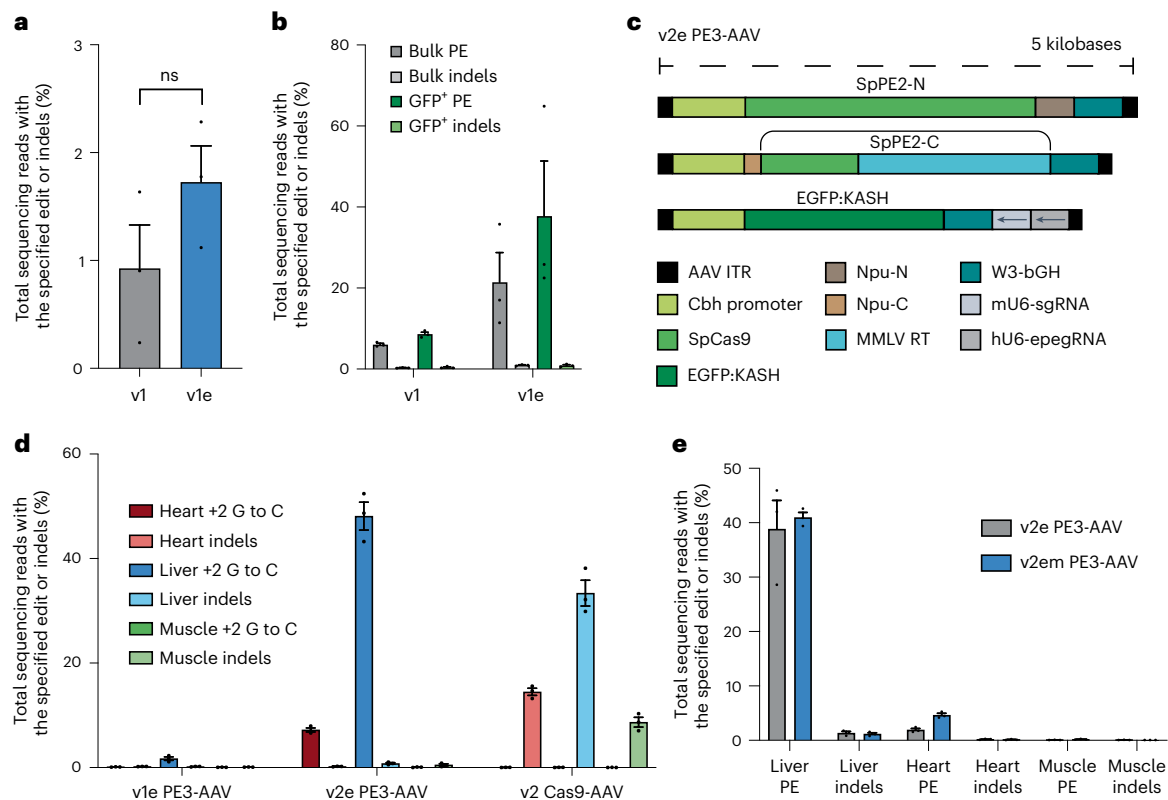 a
Total sequencing reads with
the specified edit or indels (%)
3
2
1
0
ns
v1
v1e
b
Total sequencing reads with
the specified edit or indels (%)
80
60
40
20
0
Bulk PE
Bulk indels
GFP⁺ PE
GFP⁺ indels
v1
v1e
c
v2e PE3-AAV
5 kilobases
SpPE2-N
SpPE2-C
EGFP:KASH
AAV ITR
Cbh promoter
SpCas9
EGFP:KASH
Npu-N
Npu-C
MMLV RT
W3-bGH
mU6-sgRNA
hU6-epegRNA
d
Total sequencing reads with
the specified edit or indels (%)
60
40
20
0
Heart +2 G to C
Heart indels
Liver +2 G to C
Liver indels
Muscle +2 G to C
Muscle indels
v1e PE3-AAV
v2e PE3-AAV
v2 Cas9-AAV
e
Total sequencing reads with
the specified edit or indels (%)
50
40
30
20
10
0
v2e PE3-AAV
v2em PE3-AAV
Liver
PE
Liver
indels
Heart
PE
Heart
indels
Muscle
PE
Muscle
indels